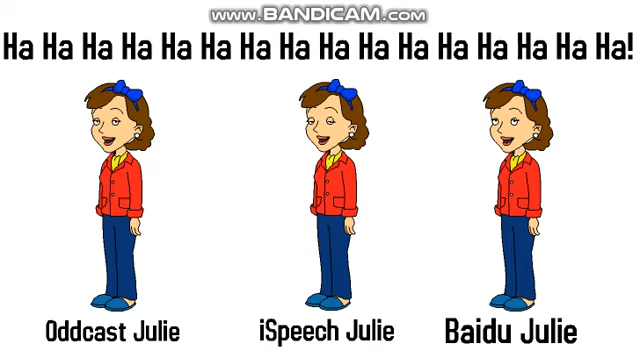 www.BANDICAM.com
Ha Ha Ha Ha Ha Ha Ha Ha Ha Ha Ha Ha Ha Ha Ha Ha!
Oddcast Julie
iSpeech Julie
Baidu Julie